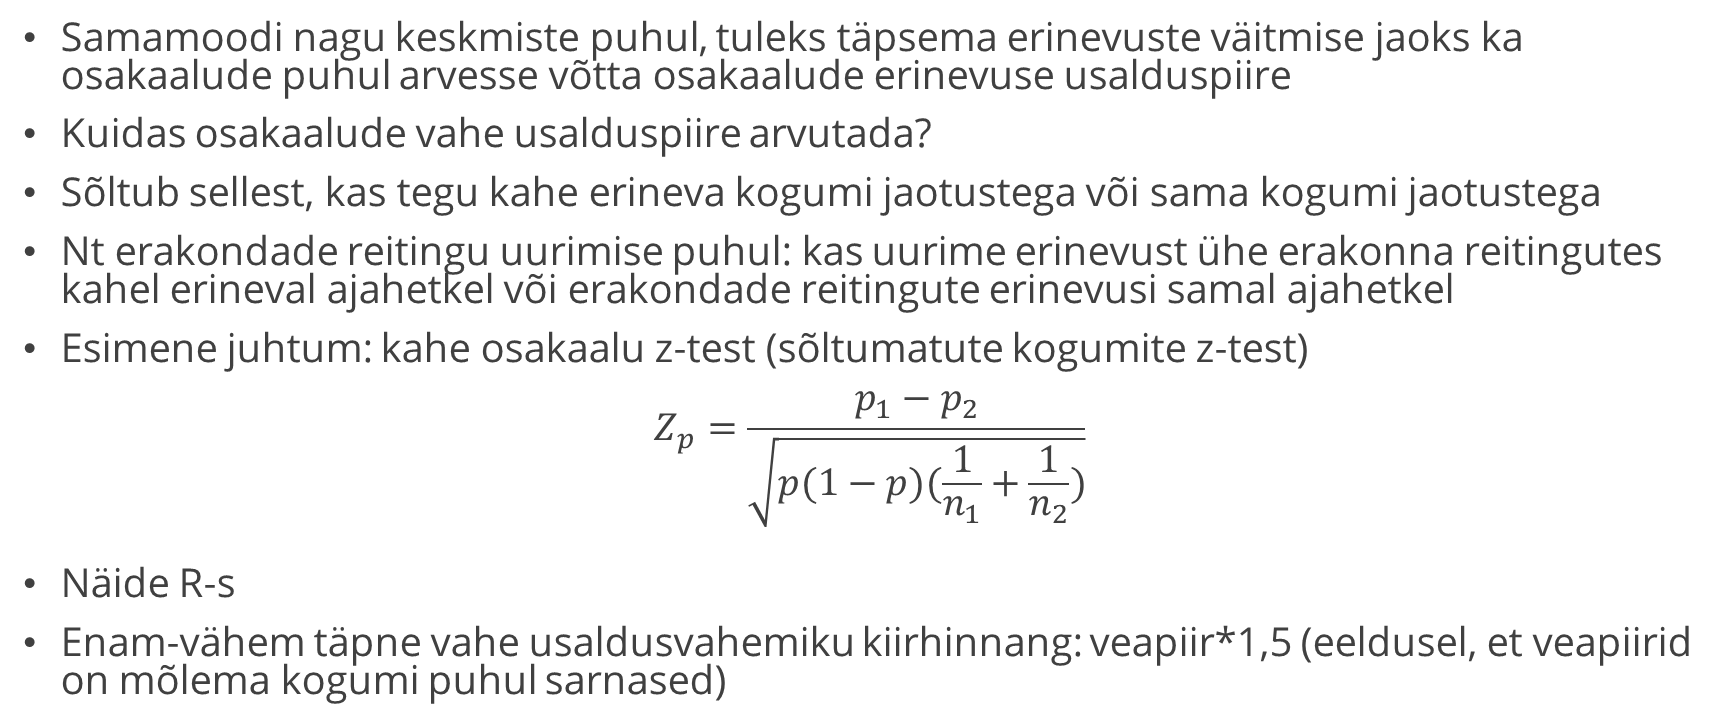 • Samamoodi nagu keskmiste puhul, tuleks täpsema erinevuste väitmise jaoks ka
osakaalude puhul arvesse võtta osakaalude erinevuse usalduspiire
• Kuidas osakaalude vahe usalduspiire arvutada?
• Sõltub sellest, kas tegu kahe erineva kogumi jaotustega või sama kogumi jaotustega
• Nt erakondade reitingu uurimise puhul: kas uurime erinevust ühe erakonna reitingutes
kahel erineval ajahetkel või erakondade reitingute erinevusi samal ajahetkel
• Esimene juhtum: kahe osakaalu z-test (sõltumatute kogumite z-test)
$Z_p = \frac{p_1 - p_2}{\sqrt{p(1-p)(\frac{1}{n_1} + \frac{1}{n_2})}}$
• Näide R-s
• Enam-vähem täpne vahe usaldusvahemiku kiirhinnang: veapiir*1,5 (eeldusel, et veapiirid
on mõlema kogumi puhul sarnased)